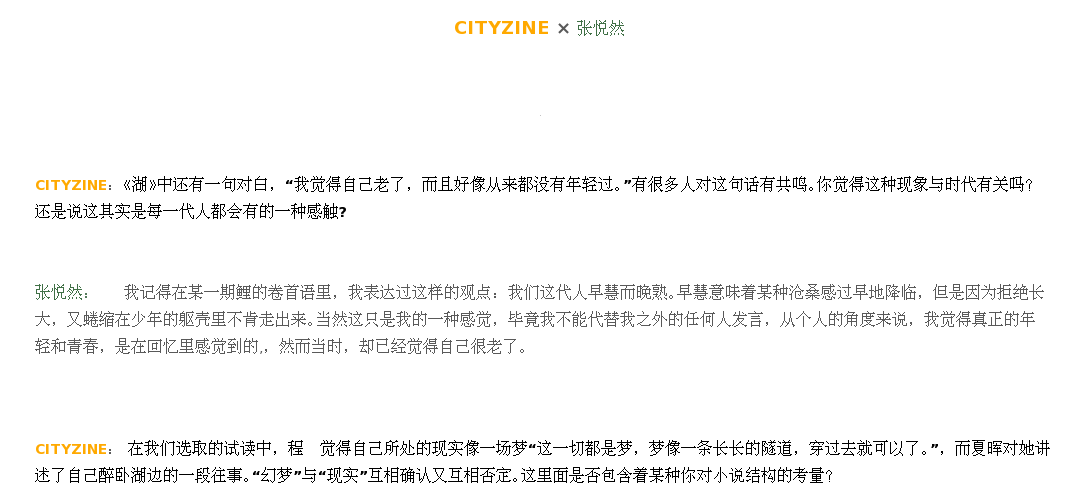 CITYZINE × 张悦然
CITYZINE：《湖》中还有一句对白，“我觉得自己老了，而且好像从来都没有年轻过。”有很多人对这句话有共鸣。你觉得这种现象与时代有关吗？
还是说这其实是每一代人都会有的一种感触?
张悦然： 我记得在某一期鲤的卷首语里，我表达过这样的观点：我们这代人早慧而晚熟。早慧意味着某种沧桑感过早地降临，但是因为拒绝长
大，又蜷缩在少年的躯壳里不肯走出来。当然这只是我的一种感觉，毕竟我不能代替我之外的任何人发言，从个人的角度来说，我觉得真正的年
轻和青春，是在回忆里感觉到的,，然而当时，却已经觉得自己很老了。
CITYZINE： 在我们选取的试读中，程 觉得自己所处的现实像一场梦“这一切都是梦，梦像一条长长的隧道，穿过去就可以了。”，而夏晖对她讲
述了自己醉卧湖边的一段往事。“幻梦”与“现实”互相确认又互相否定。这里面是否包含着某种你对小说结构的考量？